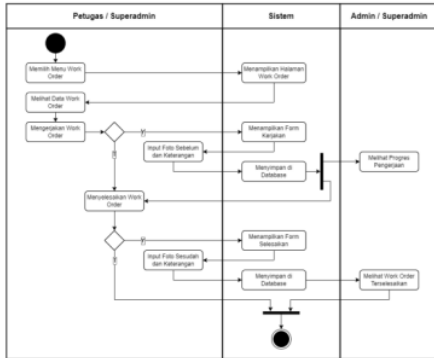 Petugas / Superadmin
Sistem
Admin / Superadmin
Memilih Menu Work
Order
Menampilkan Halaman
Work Order
Melihat Data Work
Order
Mengerjakan Work
Order
Menampilkan Form
Kerjakan
Input Foto Sebelum
dan Keterangan
Menyimpan di
Database
Melihat Progres
Pengerjaan
Menyelesaikan Work
Order
Menampilkan Form
Selesaikan
Input Foto Sesudah
dan Keterangan
Menyimpan di
Database
Melihat Work Order
Terselesaikan